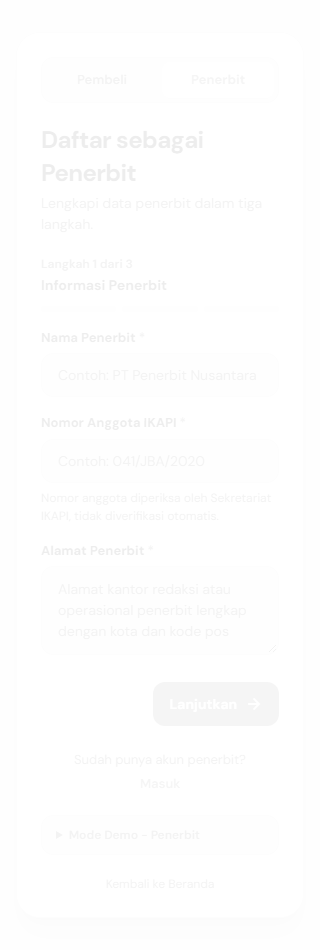 Pembeli
Penerbit
Daftar sebagai
Penerbit
Lengkapi data penerbit dalam tiga
langkah.
Langkah 1 dari 3
Informasi Penerbit
Nama Penerbit *
Contoh: PT Penerbit Nusantara
Nomor Anggota IKAPI *
Contoh: 041/JBA/2020
Nomor anggota diperiksa oleh Sekretariat
IKAPI, tidak diverifikasi otomatis.
Alamat Penerbit *
Alamat kantor redaksi atau
operasional penerbit lengkap
dengan kota dan kode pos
Lanjutkan →
Sudah punya akun penerbit?
Masuk
Mode Demo - Penerbit
Kembali ke Beranda